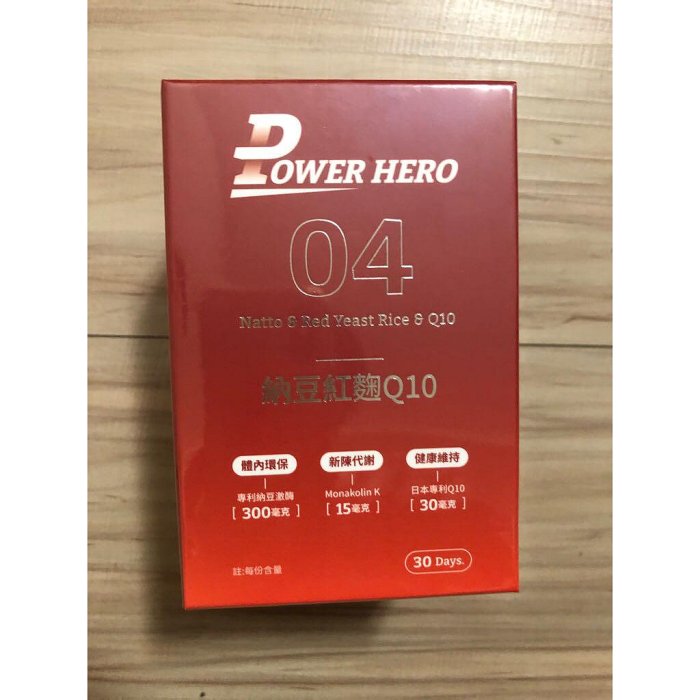 POWER HERO
04
Natto & Red Yeast Rice & Q10
納豆紅麴Q10
體內環保
新陳代謝
健康維持
專利納豆激酶
Monakolin K
日本專利Q10
[ 300毫克 ]
[ 15毫克 ]
[ 30毫克 ]
註:每份含量
30 Days.